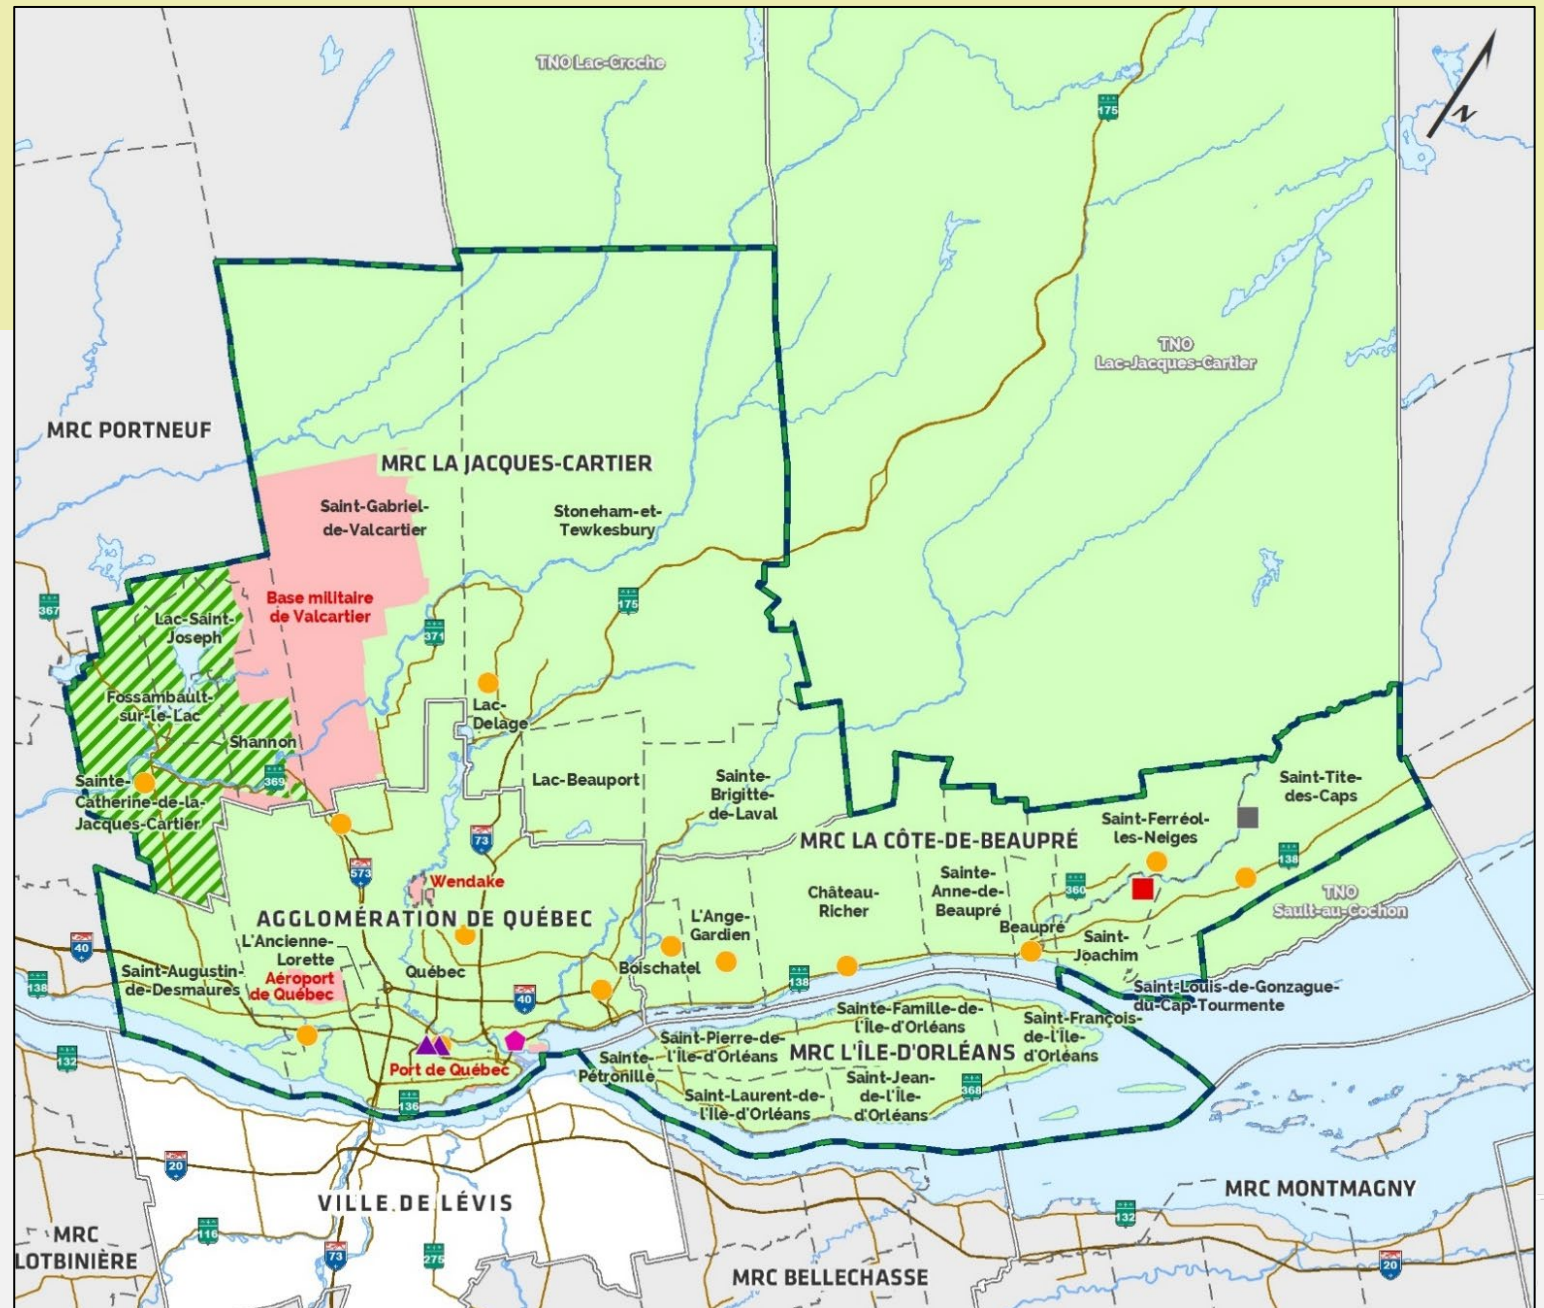 TNO Lac-Croche
175
N
TNO
Lac-Jacques-Cartier
MRC PORTNEUF
MRC LA JACQUES-CARTIER
Saint-Gabriel-
de-Valcartier
Stoneham-et-
Tewkesbury
367
Base militaire
de Valcartier
175
Lac-Saint-
Joseph
371
Fossambault-
sur-le-Lac
Lac-
Delage
Shannon
369
Sainte-
Catherine-de-la-
Jacques-Cartier
Lac-Beauport
Sainte-
Brigitte-
de-Laval
Saint-Tite-
des-Caps
Saint-Ferréol-
les-Neiges
73
MRC LA CÔTE-DE-BEAUPRÉ
138
573
Wendake
Sainte-
Anne-de-
Beaupré
360
Château-
Richer
TNO
Sault-au-Cochon
AGGLOMÉRATION DE QUÉBEC
L'Ange-
Gardien
Beaupré
40
L'Ancienne-
Lorette
Saint-
Joachim
138
Saint-Augustin-
de-Desmaures
Aéroport
de Québec
Québec
Boischatel
138
40
Saint-Louis-de-Gonzague-
du-Cap-Tourmente
Sainte-Famille-de-
l'Île-d'Orléans
Saint-François-
de-l'Île-
d'Orléans
Saint-Pierre-de-
l'Île-d'Orléans
MRC L'ÎLE-D'ORLÉANS
132
Port de Québec
Sainte-
Pétronille
Saint-Jean-
de-l'Île-
d'Orléans
368
136
Saint-Laurent-de-
l'Île-d'Orléans
20
VILLE DE LÉVIS
MRC MONTMAGNY
132
MRC
LOTBINIÈRE
116
73
275
MRC BELLECHASSE
20